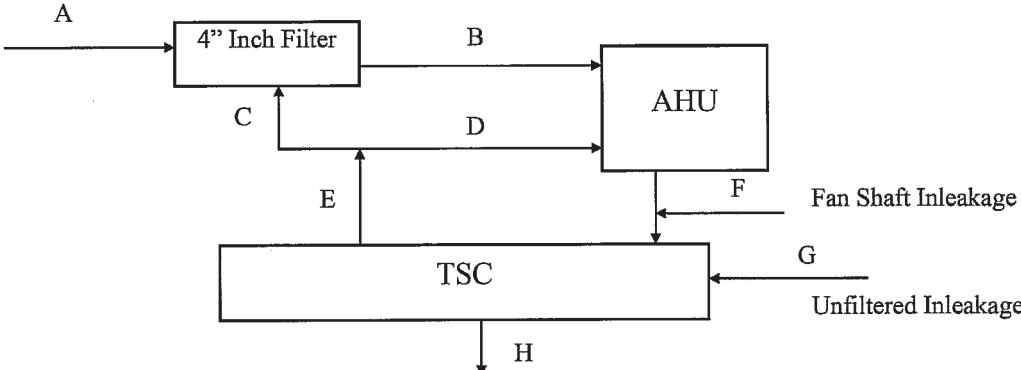 A
4” Inch Filter
B
AHU
C
D
E
F
Fan Shaft Inleakage
TSC
G
Unfiltered Inleakage
H